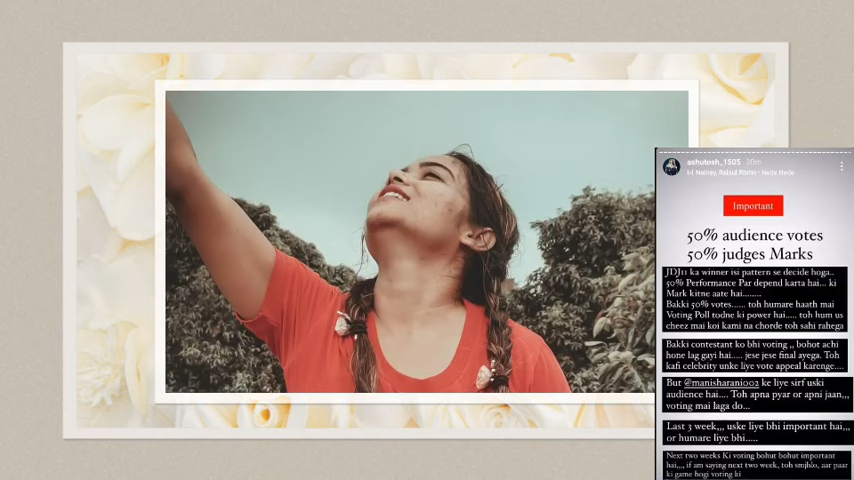 ashutosh_1505 30m
Important
50% audience votes
50% judges Marks
JDJ11 ka winner isi pattern se decide hoga..
50% Performance Par depend karta hai... ki
Mark kitne aate hai.........
Bakki 50% votes...... toh humare haath mai
Voting Poll todne ki power hai..... toh hum us
cheez mai koi kami na chorde toh sahi rahega
Bakki contestant ko bhi voting ,, bohot achi
hone lag gayi hai..... jese jese final ayega. Toh
kafi celebrity unke liye vote appeal karenge....
But @manisharani002 ke liye sirf uski
audience hai.... Toh apna pyar or apni jaan,,,
voting mai laga do...
Last 3 week,,, uske liye bhi important hai,,,
or humare liye bhi.....
Next two weeks Ki voting bohut bohut important
hai,,,, if am saying next two week, toh smjhlo, aar paar
ki game hogi voting ki